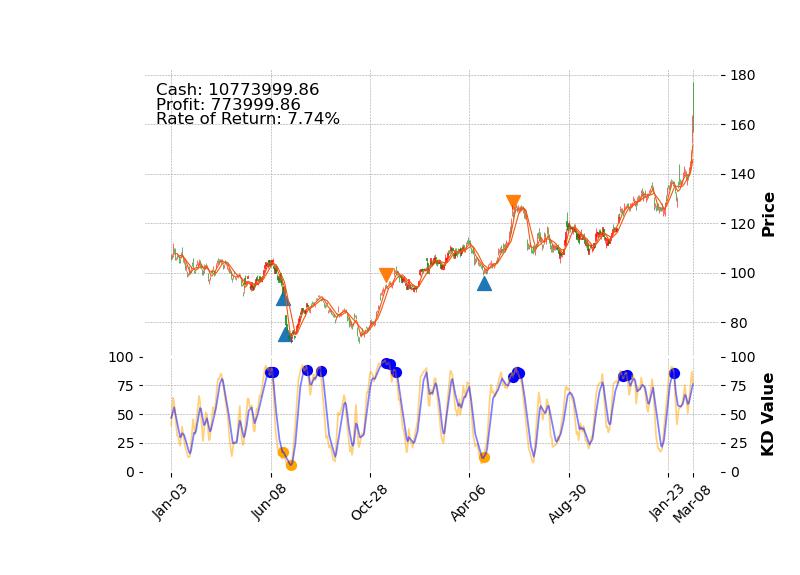 Cash: 10773999.86
Profit: 773999.86
Rate of Return: 7.74%
180
160
140
120
100
80
Price
100
75
50
25
0
100
75
50
25
0
KD Value
Jan-03
Jun-08
Oct-28
Apr-06
Aug-30
Jan-23
Mar-08